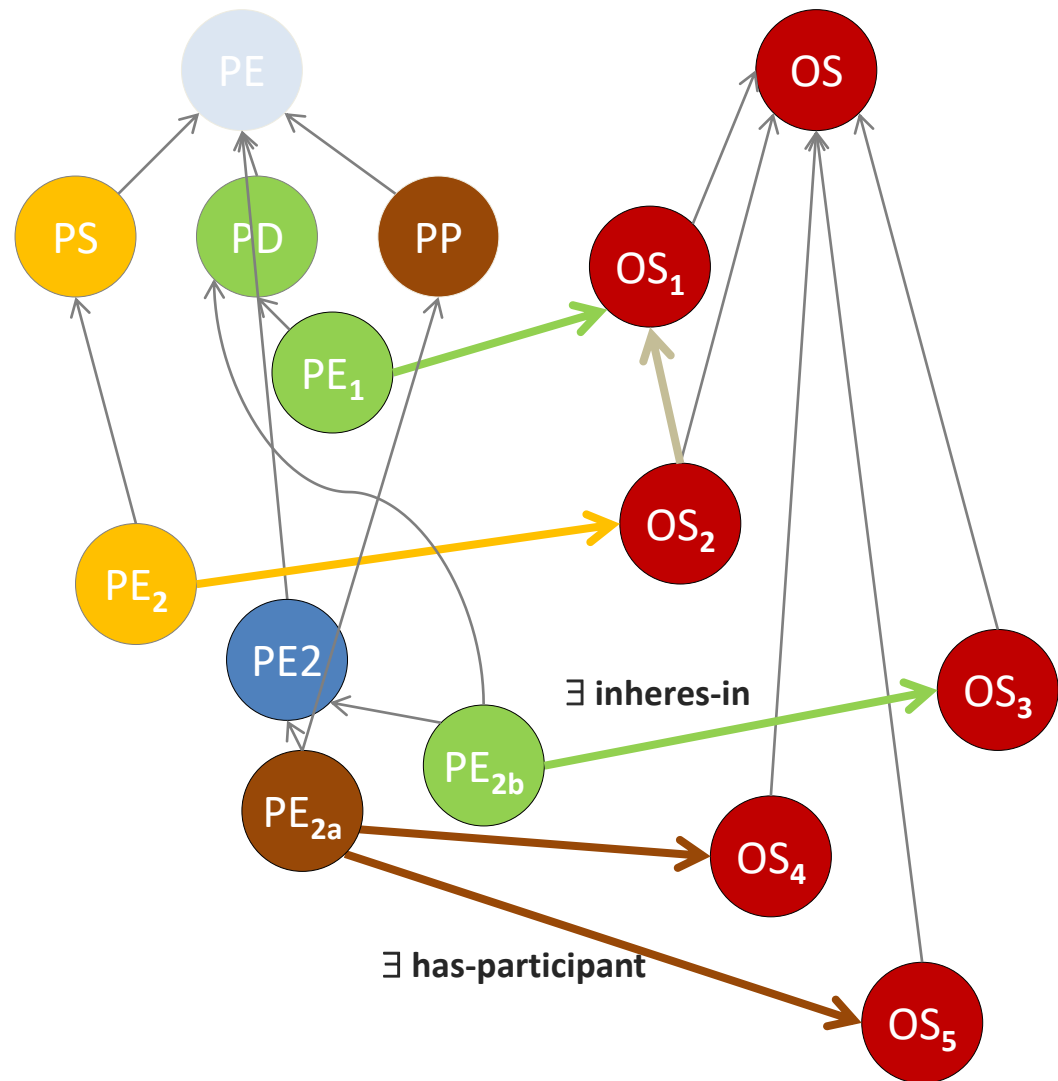 PE
OS
PS
PD
PP
OS₁
PE₁
OS₂
PE₂
PE2
∃ inheres-in
OS₃
PE₂b
PE₂a
OS₄
∃ has-participant
OS₅